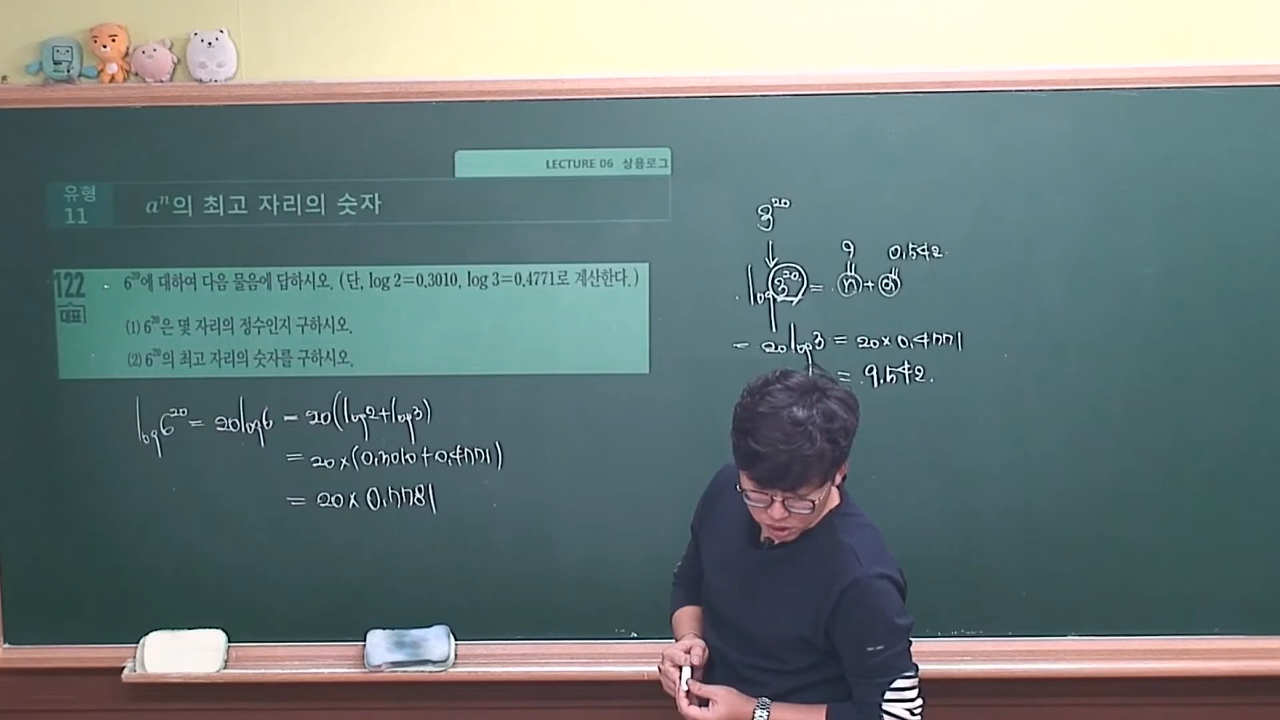 LECTURE 06 상용로그
유형 11
aⁿ의 최고 자리의 숫자
122
대표
6²⁰에 대하여 다음 물음에 답하시오. (단, log 2=0.3010, log 3=0.4771로 계산한다.)
(1) 6²⁰은 몇 자리의 정수인지 구하시오.
(2) 6²⁰의 최고 자리의 숫자를 구하시오.
log6²⁰ = 20log6 = 20(log2+log3)
= 20×(0.3010+0.4771)
= 20×0.7781
3²⁰
↓
9 0.542
log3²⁰ = n+α
= 20log3 = 20×0.4771
= 9.542.